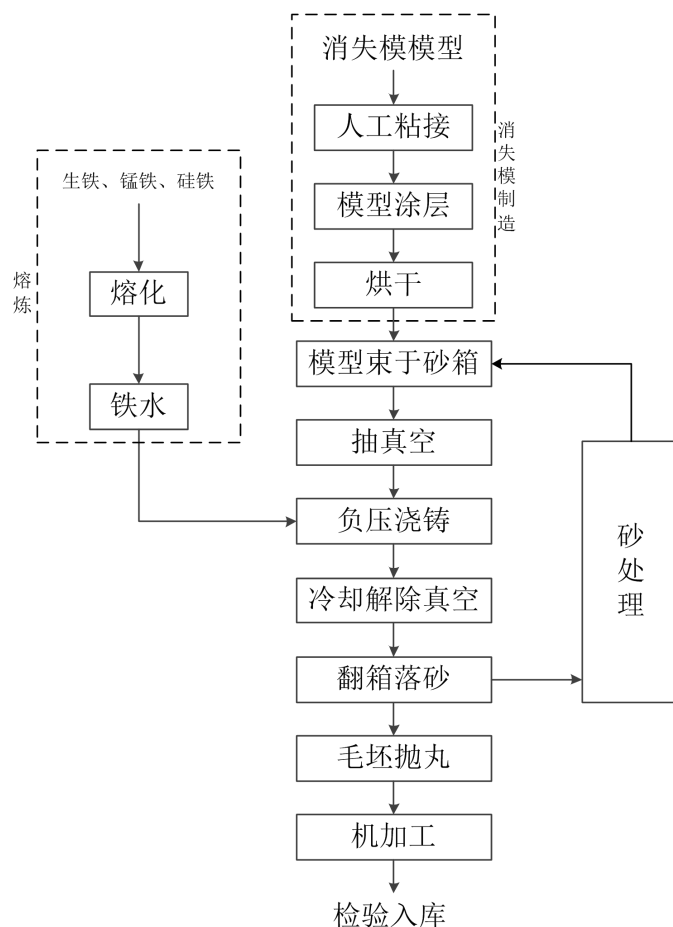 消失模模型
人工粘接
模型涂层
烘干
消失模制造
生铁、锰铁、硅铁
熔化
铁水
熔炼
模型束于砂箱
抽真空
负压浇铸
冷却解除真空
翻箱落砂
砂处理
毛坯抛丸
机加工
检验入库